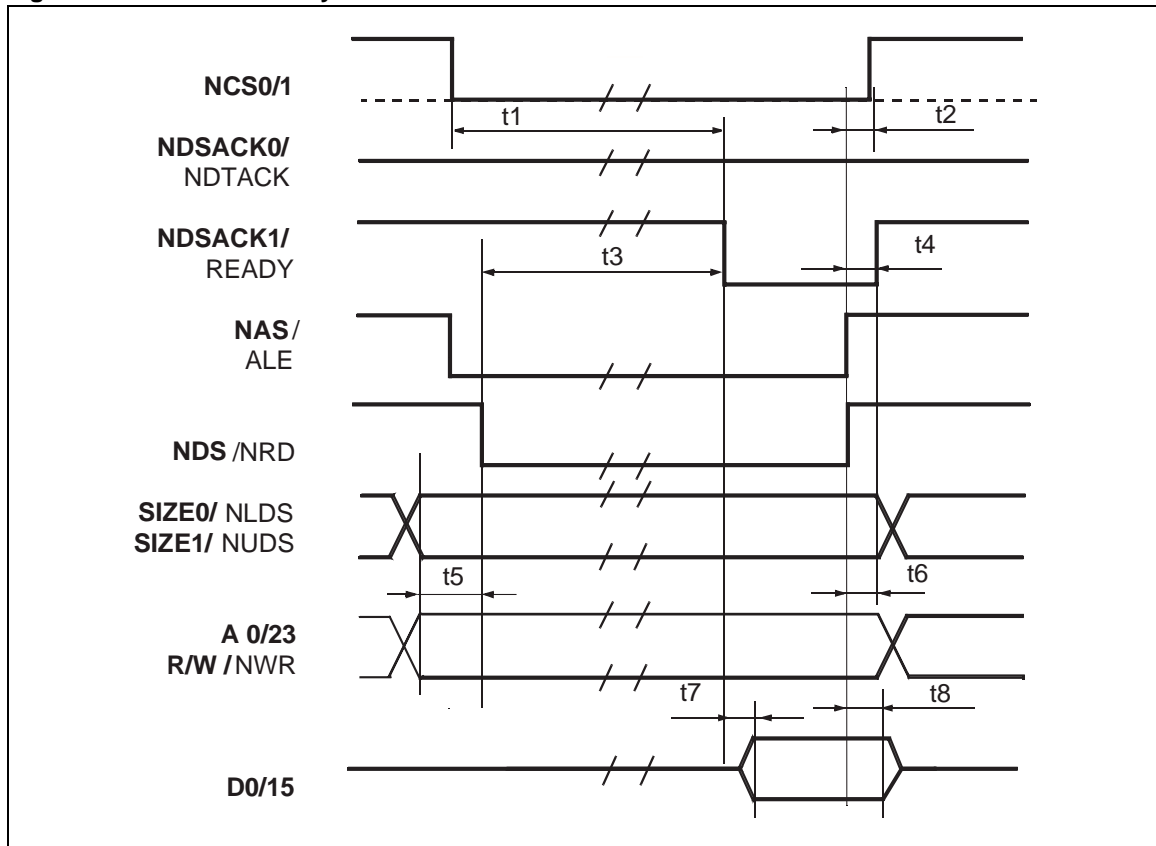 NCS0/1
t1
t2
NDSACK0/
NDTACK
NDSACK1/
READY
t3
t4
NAS/
ALE
NDS /NRD
SIZE0/ NLDS
SIZE1/ NUDS
t5
t6
A 0/23
R/W /NWR
t7
t8
D0/15